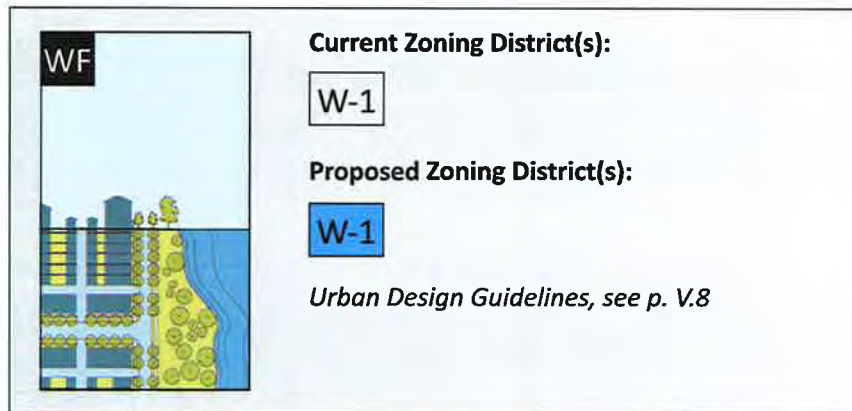 WF
Current Zoning District(s):
W-1
Proposed Zoning District(s):
W-1
Urban Design Guidelines, see p. V.8